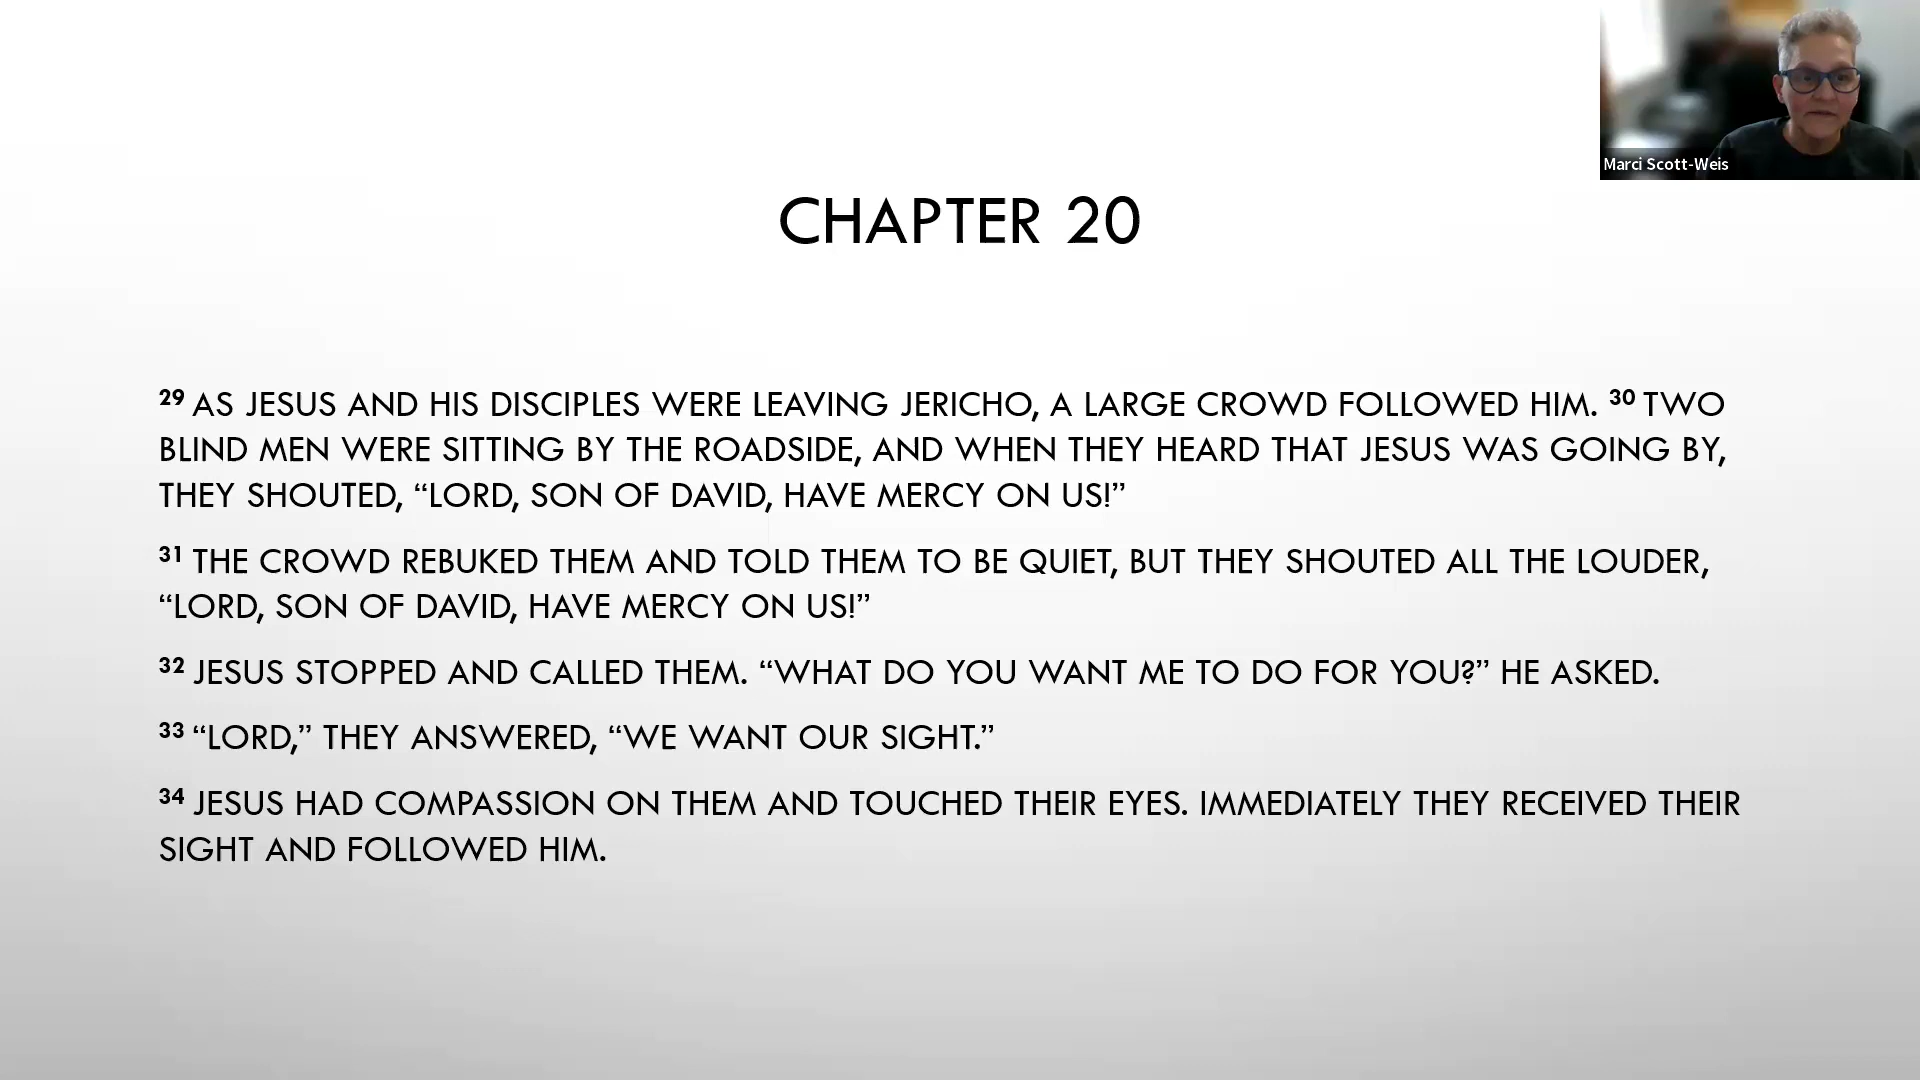 Marci Scott-Weis
CHAPTER 20
29 AS JESUS AND HIS DISCIPLES WERE LEAVING JERICHO, A LARGE CROWD FOLLOWED HIM. 30 TWO
BLIND MEN WERE SITTING BY THE ROADSIDE, AND WHEN THEY HEARD THAT JESUS WAS GOING BY,
THEY SHOUTED, “LORD, SON OF DAVID, HAVE MERCY ON US!”
31 THE CROWD REBUKED THEM AND TOLD THEM TO BE QUIET, BUT THEY SHOUTED ALL THE LOUDER,
“LORD, SON OF DAVID, HAVE MERCY ON US!”
32 JESUS STOPPED AND CALLED THEM. “WHAT DO YOU WANT ME TO DO FOR YOU?” HE ASKED.
33 “LORD,” THEY ANSWERED, “WE WANT OUR SIGHT.”
34 JESUS HAD COMPASSION ON THEM AND TOUCHED THEIR EYES. IMMEDIATELY THEY RECEIVED THEIR
SIGHT AND FOLLOWED HIM.